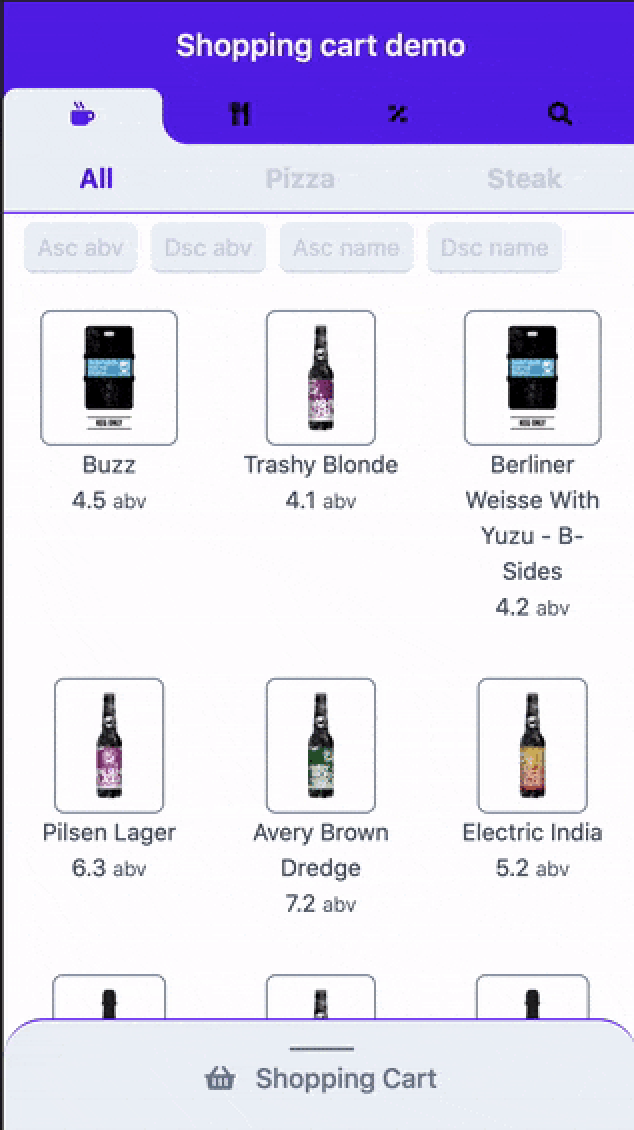 Shopping cart demo
All Pizza Steak
Asc abv Dsc abv Asc name Dsc name
Buzz
4.5 abv
Trashy Blonde
4.1 abv
Berliner
Weisse With
Yuzu - B-
Sides
4.2 abv
Pilsen Lager
6.3 abv
Avery Brown
Dredge
7.2 abv
Electric India
5.2 abv
Shopping Cart